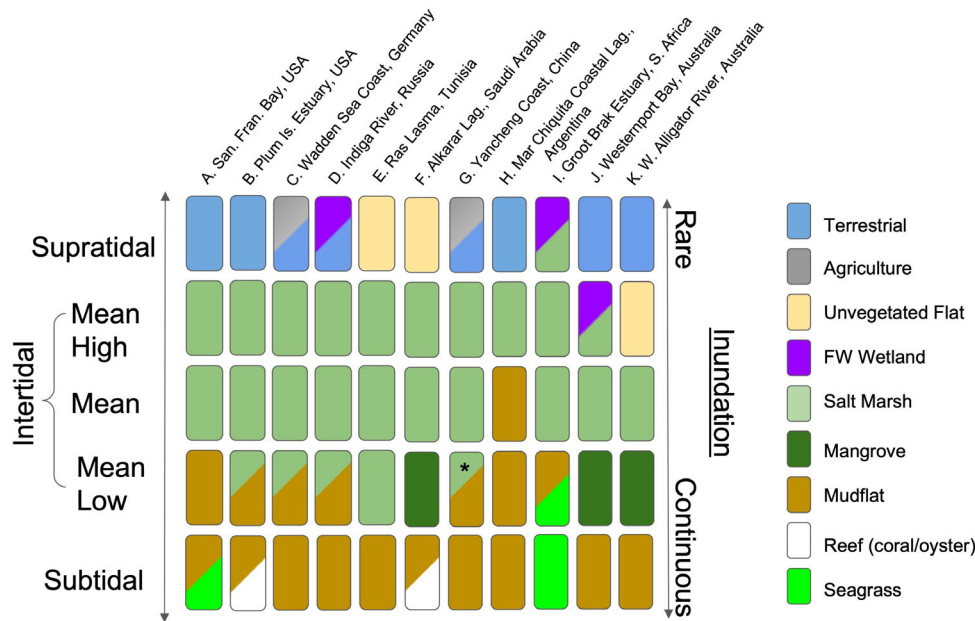 A. San. Fran. Bay, USA
B. Plum Is. Estuary, USA
C. Wadden Sea Coast, Germany
D. Indiga River, Russia
E. Ras Lasma, Tunisia
F. Alkarar Lag., Saudi Arabia
G. Yancheng Coast, China
H. Mar Chiquita Coastal Lag.,
Argentina
I. Groot Brak Estuary, S. Africa
J. Westernport Bay, Australia
K. W. Alligator River, Australia
Supratidal
Intertidal
Mean
High
Mean
Mean
Low
*
Subtidal
Rare
Inundation
Continuous
Terrestrial
Agriculture
Unvegetated Flat
FW Wetland
Salt Marsh
Mangrove
Mudflat
Reef (coral/oyster)
Seagrass